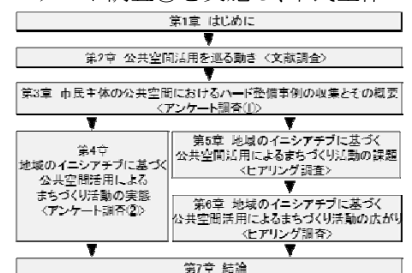 第1章 はじめに
第2章 公共空間活用を巡る動き〈文献調査〉
第3章 市民主体の公共空間におけるハード整備事例の収集とその概要
〈アンケート調査①〉
第4章
地域のイニシアチブに基づく
公共空間活用による
まちづくり活動の実態
〈アンケート調査②〉
第5章 地域のイニシアチブに基づく
公共空間活用によるまちづくり活動の課題
〈ヒアリング調査〉
第6章 地域のイニシアチブに基づく
公共空間活用によるまちづくり活動の広がり
〈ヒアリング調査〉
第7章 結論